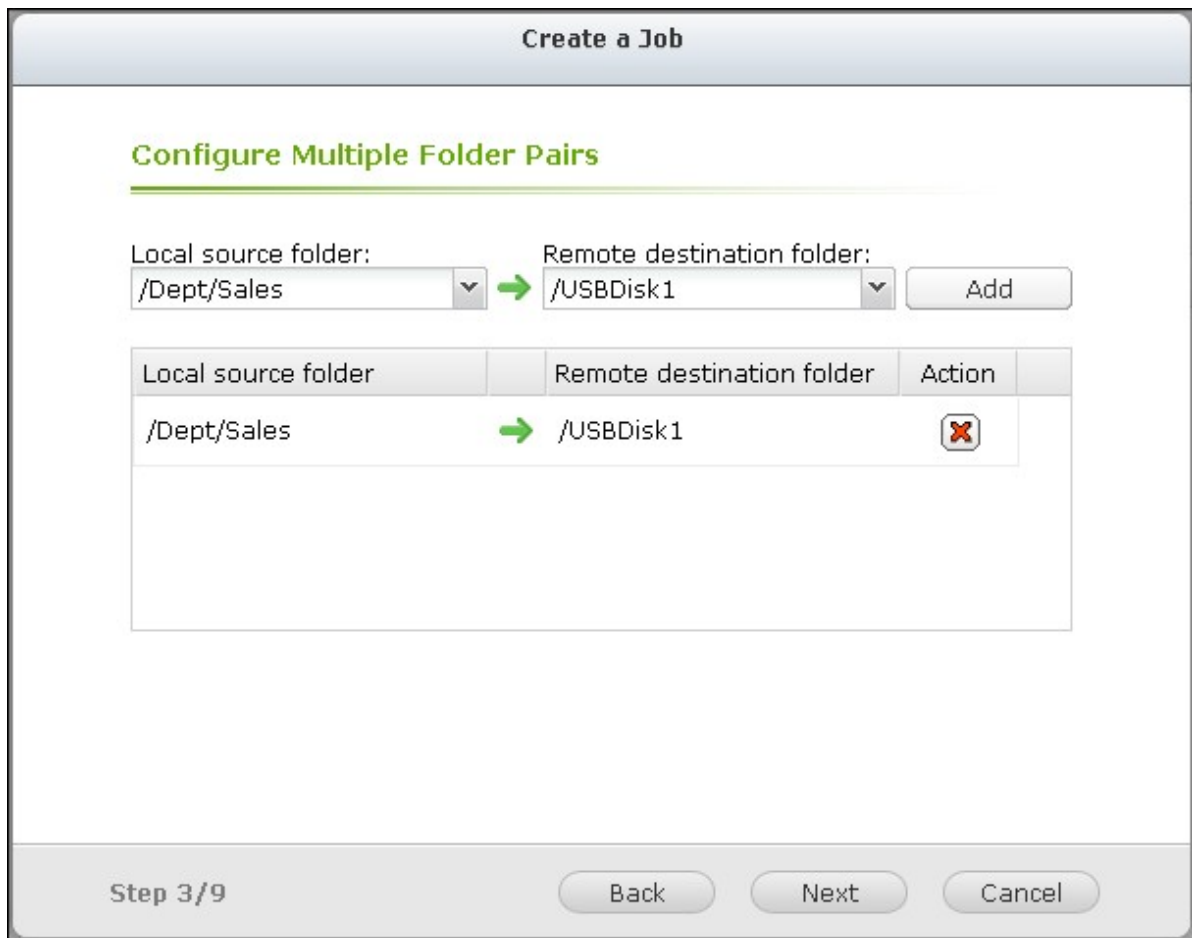 Create a Job
Configure Multiple Folder Pairs
Local source folder: Remote destination folder:
/Dept/Sales /USBDisk1 Add
Local source folder Remote destination folder Action
/Dept/Sales /USBDisk1
Step 3/9 Back Next Cancel